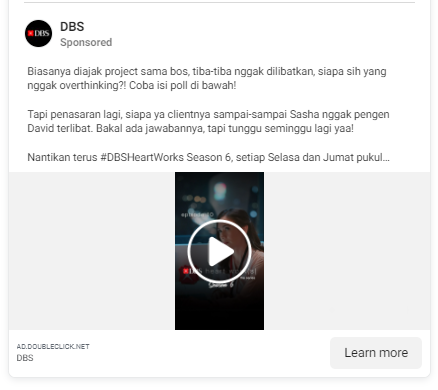 DBS
Sponsored
Biasanya diajak project sama bos, tiba-tiba nggak dilibatkan, siapa sih yang
nggak overthinking?! Coba isi poll di bawah!
Tapi penasaran lagi, siapa ya clientnya sampai-sampai Sasha nggak pengen
David terlibat. Bakal ada jawabannya, tapi tunggu seminggu lagi yaa!
Nantikan terus #DBSHeartWorks Season 6, setiap Selasa dan Jumat pukul...
DBS
AD.DOUBLECLICK.NET
DBS
Learn more